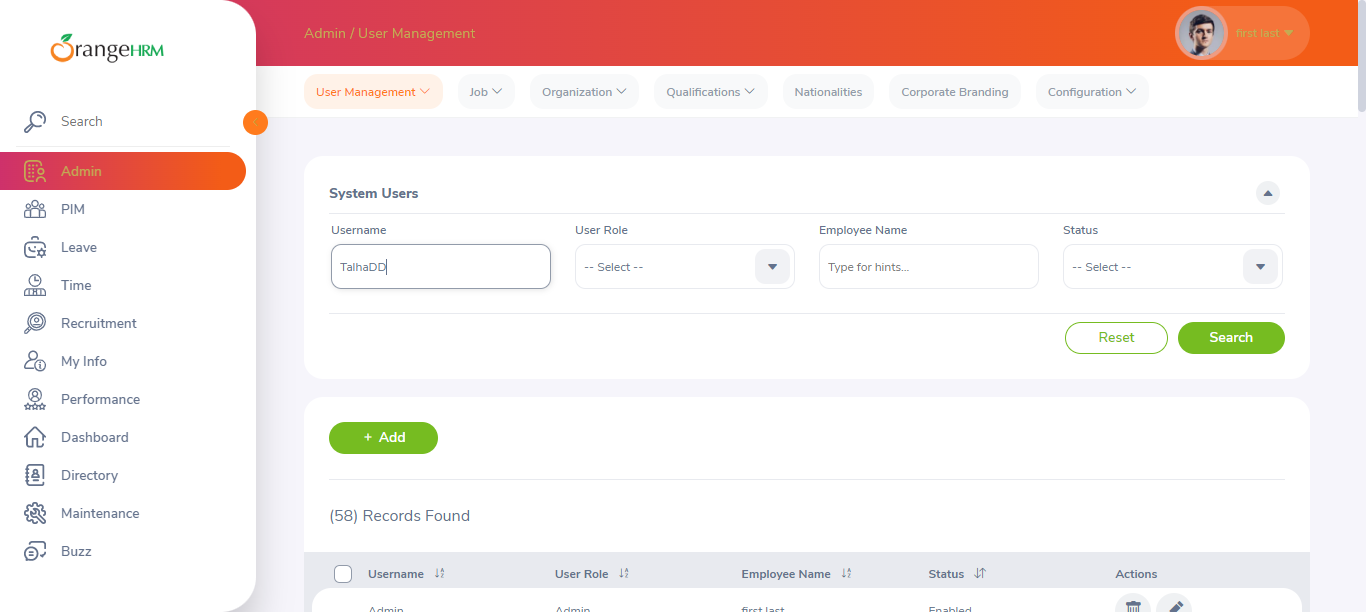 OrangeHRM
Admin / User Management
first last
User Management
Job
Organization
Qualifications
Nationalities
Corporate Branding
Configuration
Search
Admin
PIM
Leave
Time
Recruitment
My Info
Performance
Dashboard
Directory
Maintenance
Buzz
System Users
Username
User Role
Employee Name
Status
TalhaDD
-- Select --
Type for hints...
-- Select --
Reset
Search
+ Add
(58) Records Found
Username
User Role
Employee Name
Status
Actions
Admin
Admin
first last
Enabled